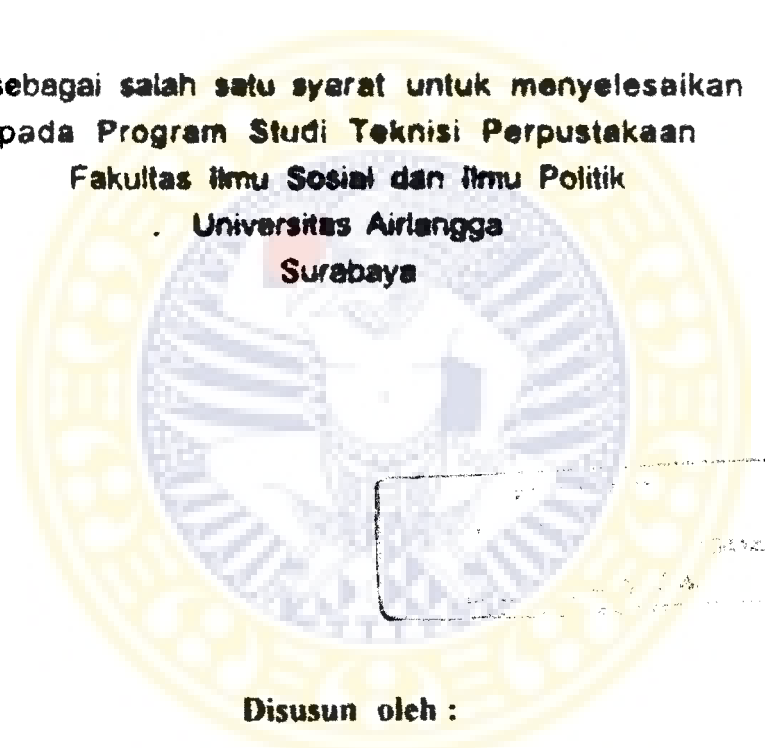 sebagai salah satu syarat untuk menyelesaikan
pada Program Studi Teknisi Perpustakaan
Fakultas Ilmu Sosial dan Ilmu Politik
Universitas Airlangga
Surabaya
Disusun oleh :